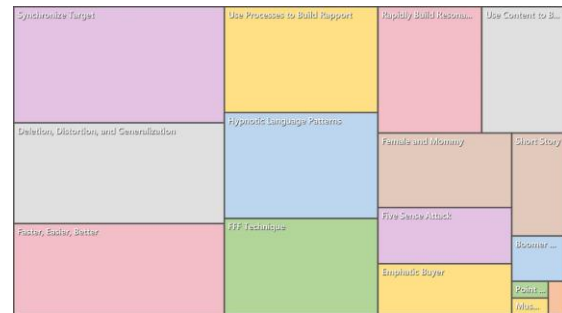 Synchronize Target
Use Processes to Build Rapport
Rapidly Build Resona...
Use Content to B...
Deletion, Distortion, and Generalization
Hypnotic Language Patterns
Female and Mommy
Short Story
Faster, Easier, Better
FFF Technique
Five Sense Attack
Boomer ...
Emphatic Buyer
Point ...
Mus...